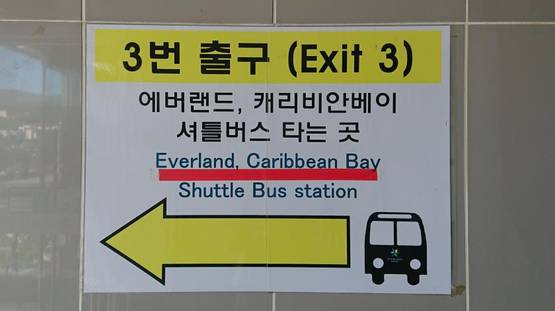 3번 출구 (Exit 3)
에버랜드, 캐리비안베이
셔틀버스 타는 곳
Everland, Caribbean Bay
Shuttle Bus station